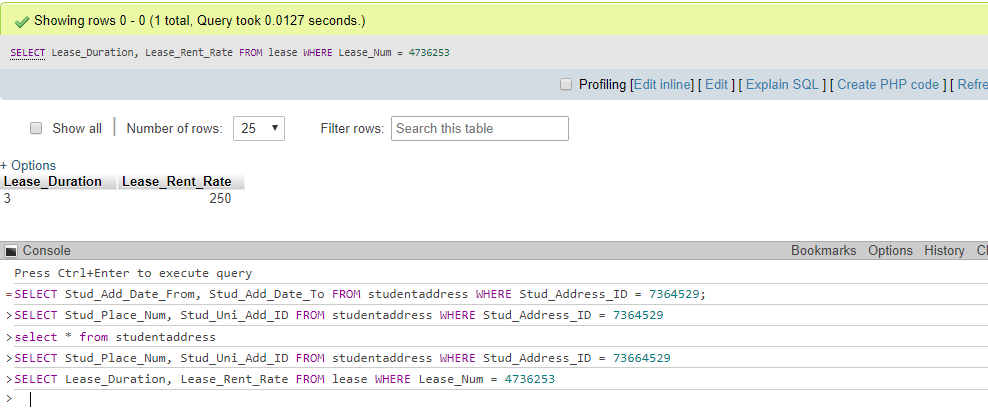 Showing rows 0 - 0 (1 total, Query took 0.0127 seconds.)
SELECT Lease_Duration, Lease_Rent_Rate FROM lease WHERE Lease_Num = 4736253
Profiling [Edit inline] [ Edit ] [ Explain SQL ] [ Create PHP code ] [ Refre
Show all | Number of rows: 25 Filter rows: Search this table
+ Options
Lease_Duration Lease_Rent_Rate
3 250
Console Bookmarks Options History Cl
Press Ctrl+Enter to execute query
=SELECT Stud_Add_Date_From, Stud_Add_Date_To FROM studentaddress WHERE Stud_Address_ID = 7364529;
>SELECT Stud_Place_Num, Stud_Uni_Add_ID FROM studentaddress WHERE Stud_Address_ID = 7364529
>select * from studentaddress
>SELECT Stud_Place_Num, Stud_Uni_Add_ID FROM studentaddress WHERE Stud_Address_ID = 73664529
>SELECT Lease_Duration, Lease_Rent_Rate FROM lease WHERE Lease_Num = 4736253
>